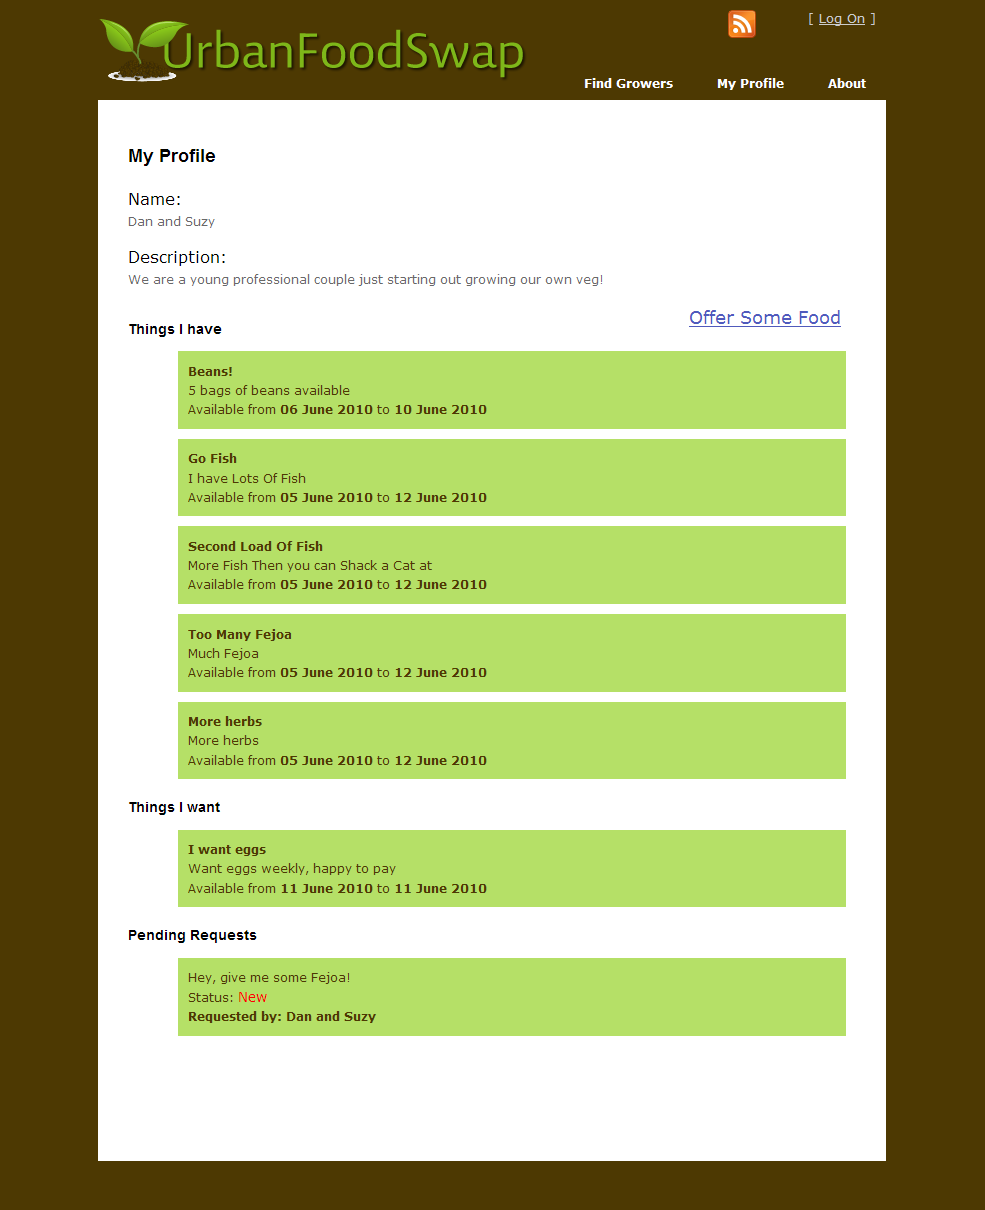 UrbanFoodSwap
[ Log On ]
Find Growers My Profile About
My Profile
Name:
Dan and Suzy
Description:
We are a young professional couple just starting out growing our own veg!
Offer Some Food
Things I have
Beans!
5 bags of beans available
Available from 06 June 2010 to 10 June 2010
Go Fish
I have Lots Of Fish
Available from 05 June 2010 to 12 June 2010
Second Load Of Fish
More Fish Then you can Shack a Cat at
Available from 05 June 2010 to 12 June 2010
Too Many Fejoa
Much Fejoa
Available from 05 June 2010 to 12 June 2010
More herbs
More herbs
Available from 05 June 2010 to 12 June 2010
Things I want
I want eggs
Want eggs weekly, happy to pay
Available from 11 June 2010 to 11 June 2010
Pending Requests
Hey, give me some Fejoa!
Status: New
Requested by: Dan and Suzy